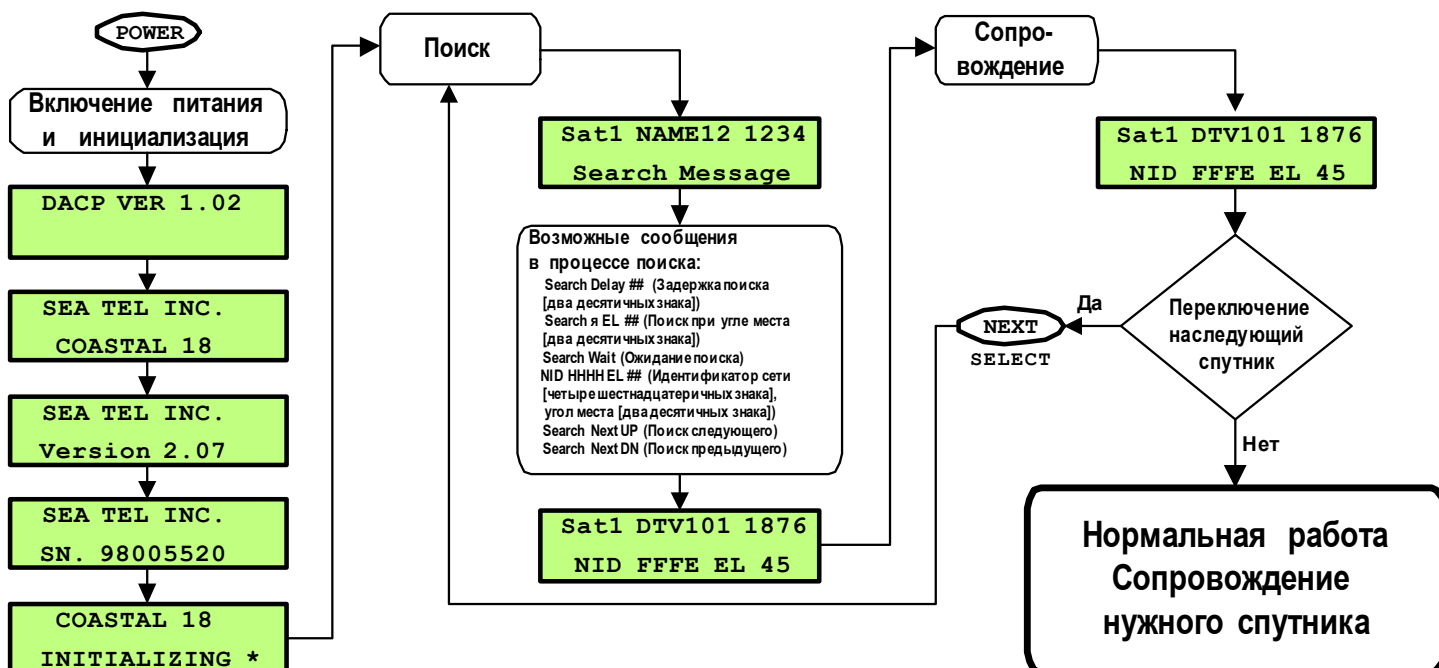 POWER
Включение питания
и инициализация
DACP VER 1.02
SEA TEL INC.
COASTAL 18
SEA TEL INC.
Version 2.07
SEA TEL INC.
SN. 98005520
COASTAL 18
INITIALIZING *
Поиск
Sat1 NAME12 1234
Search Message
Возможные сообщения
в процессе поиска:
Search Delay ## (Задержка поиска
[два десятичных знака])
Search я EL ## (Поиск при угле места
[два десятичных знака])
Search Wait (Ожидание поиска)
NID HHHH EL ## (Идентификатор сети
[четыре шестнадцатеричных знака],
угол места [два десятичных знака])
Search Next UP (Поиск следующего)
Search Next DN (Поиск предыдущего)
Sat1 DTV101 1876
NID FFFE EL 45
Сопро-
вождение
Sat1 DTV101 1876
NID FFFE EL 45
Переключение
наследующий
спутник
Да
NEXT
SELECT
Нет
Нормальная работа
Сопровождение
нужного спутника